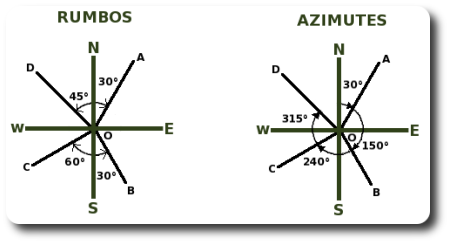 RUMBOS
N
D
A
45°
30°
W
O
E
C
60°
30°
B
S
AZIMUTES
N
D
A
30°
315°
W
O
E
150°
240°
C
B
S